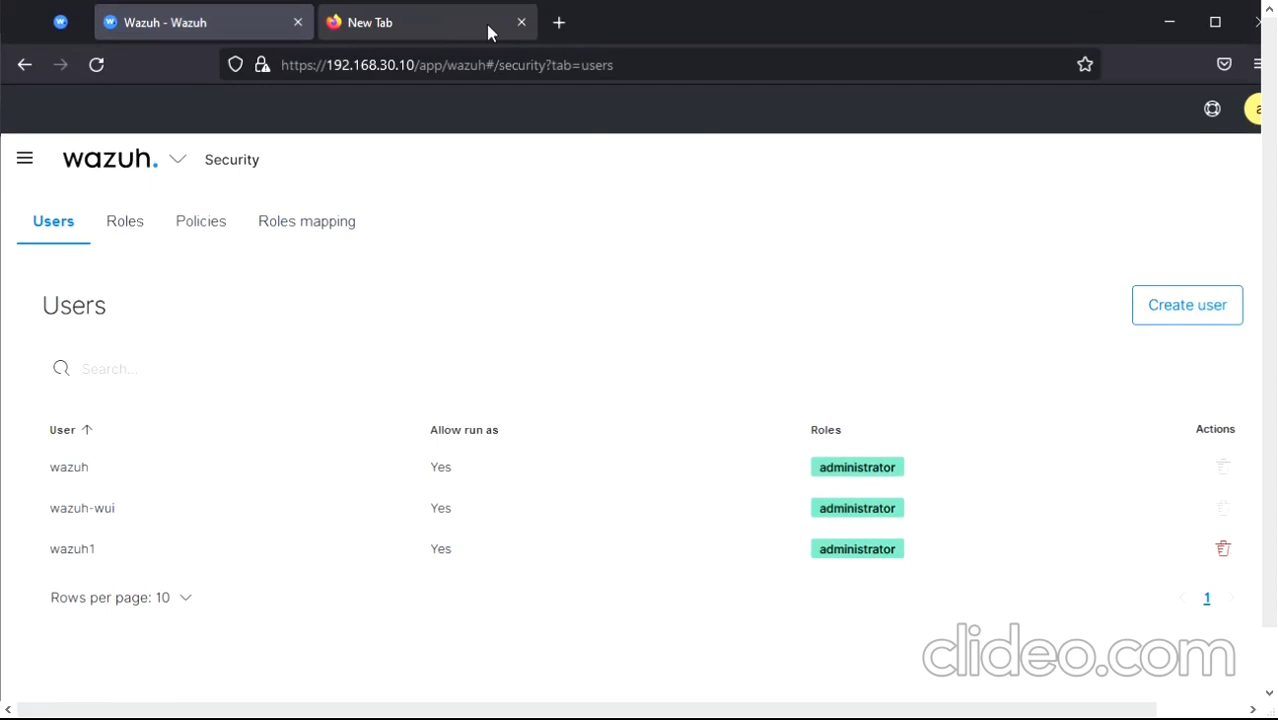 Wazuh - Wazuh
New Tab
https://192.168.30.10/app/wazuh#/security?tab=users
a
wazuh. Security
Users Roles Policies Roles mapping
Users
Create user
Search...
User Allow run as Roles Actions
wazuh Yes administrator
wazuh-wui Yes administrator
wazuh1 Yes administrator
Rows per page: 10
1
clideo.com